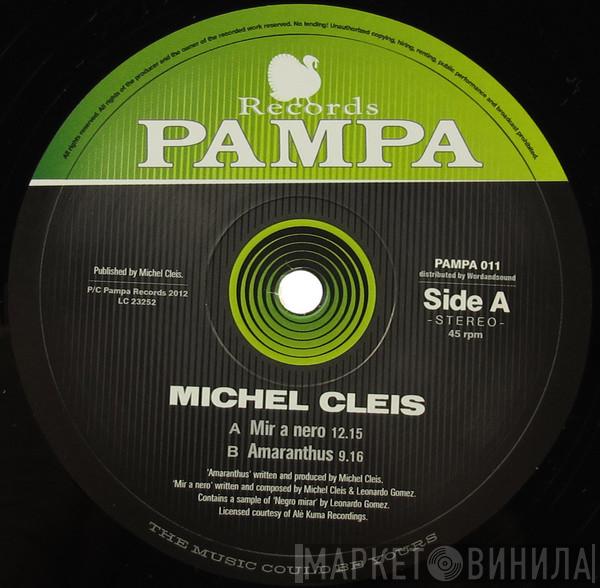 All rights reserved. All rights of the producer and the owner of the recorded work reserved. No lending! Unauthorized copying, hiring, renting, public performance and broadcast prohibited.
Records
PAMPA
Published by Michel Cleis.
P/C Pampa Records 2012
LC 23252
PAMPA 011
distributed by Wordandsound
Side A
-STEREO-
45 rpm
MICHEL CLEIS
A Mir a nero 12.15
B Amaranthus 9.16
'Amaranthus' written and produced by Michel Cleis.
'Mir a nero' written and composed by Michel Cleis & Leonardo Gomez.
Contains a sample of 'Negro mirar' by Leonardo Gomez.
Licensed courtesy of Alé Kuma Recordings.
THE MUSIC COULD BE YOURS
МАРКЕТ ВИНИЛА